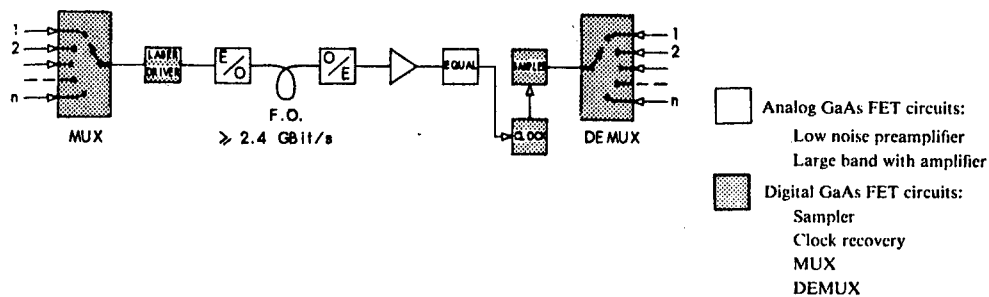 1
2
n
MUX
LASER
DRIVER
E/O
F.O.
≥ 2.4 GBit/s
O/E
EQUAL
SAMPLER
CLOCK
1
2
n
DEMUX
Analog GaAs FET circuits:
Low noise preamplifier
Large band with amplifier
Digital GaAs FET circuits:
Sampler
Clock recovery
MUX
DEMUX